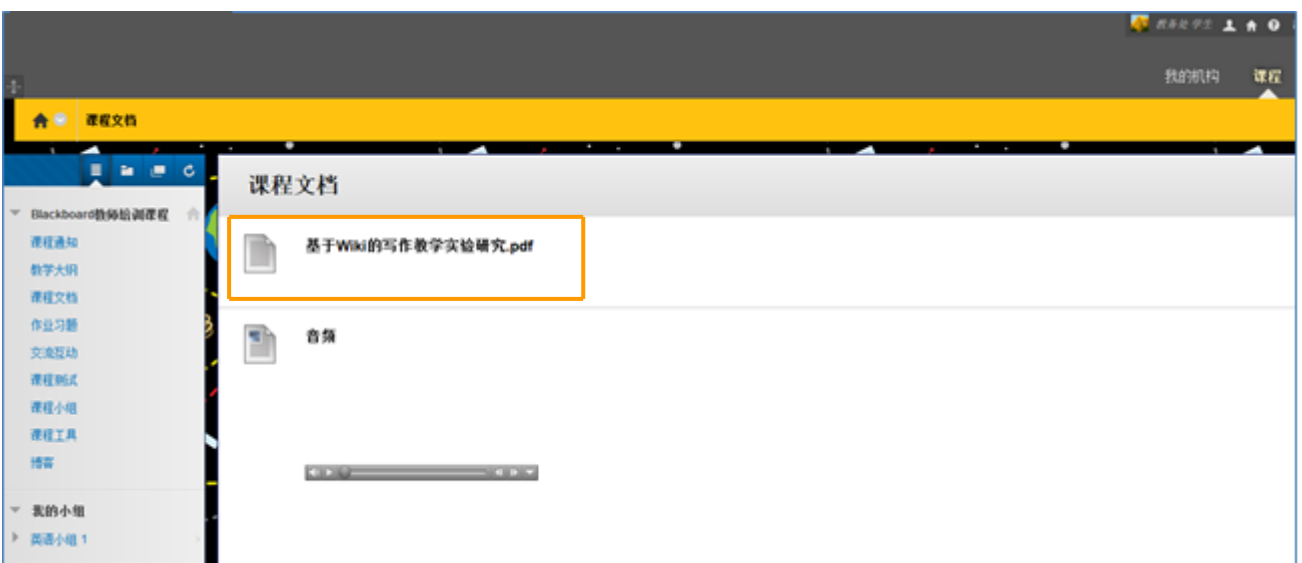 教务处 学生
我的机构 课程
课程文档
课程文档
Blackboard教师培训课程
课程通知
教学大纲
课程文档
作业习题
交流互动
课程测试
课程小组
课程工具
博客
我的小组
英语小组 1
基于Wiki的写作教学实验研究.pdf
音频